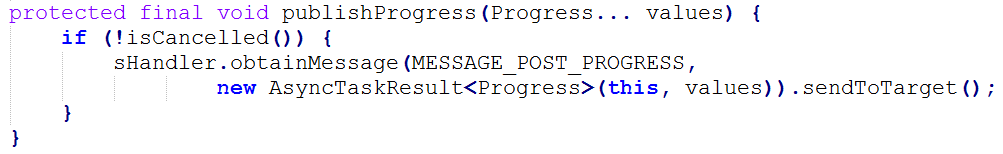 protected final void publishProgress(Progress... values) {
    if (!isCancelled()) {
        sHandler.obtainMessage(MESSAGE_POST_PROGRESS,
                new AsyncTaskResult<Progress>(this, values)).sendToTarget();
    }
}